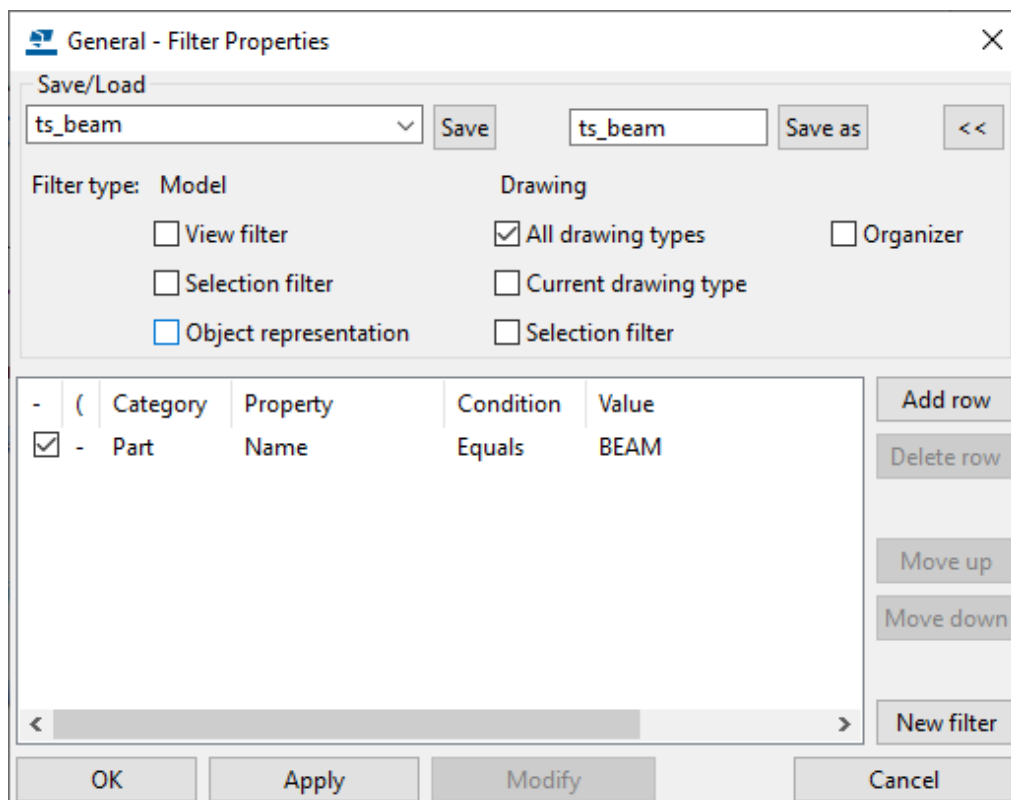 General - Filter Properties
Save/Load
ts_beam Save ts_beam Save as <<
Filter type: Model Drawing
View filter All drawing types Organizer
Selection filter Current drawing type
Object representation Selection filter
- ( Category Property Condition Value Add row
- Part Name Equals BEAM
Delete row
Move up
Move down
New filter
OK Apply Modify Cancel